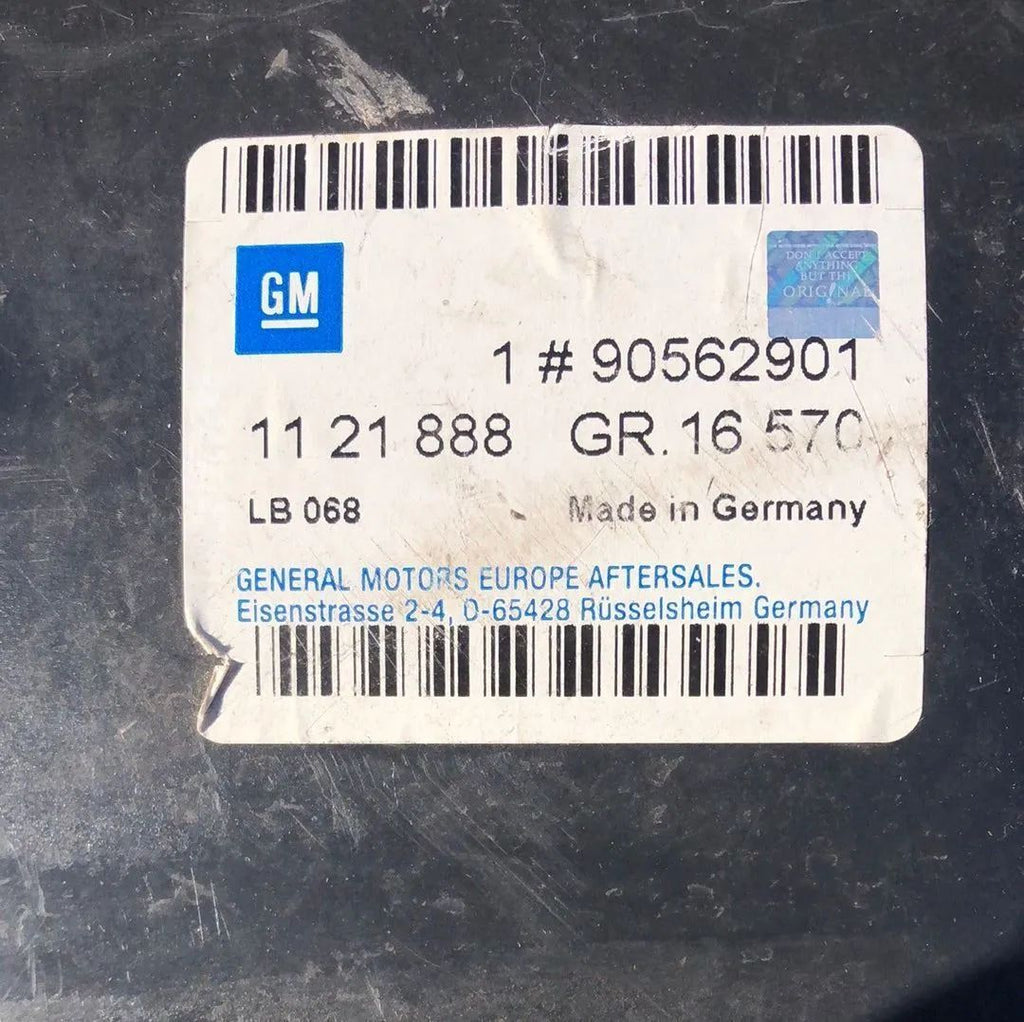 GM
DON'T ACCEPT
ANYTHING
BUT THE
ORIGINAL
1 # 90562901
11 21 888 GR. 16 570
LB 068 Made in Germany
GENERAL MOTORS EUROPE AFTERSALES.
Eisenstrasse 2-4, D-65428 Rüsselsheim Germany